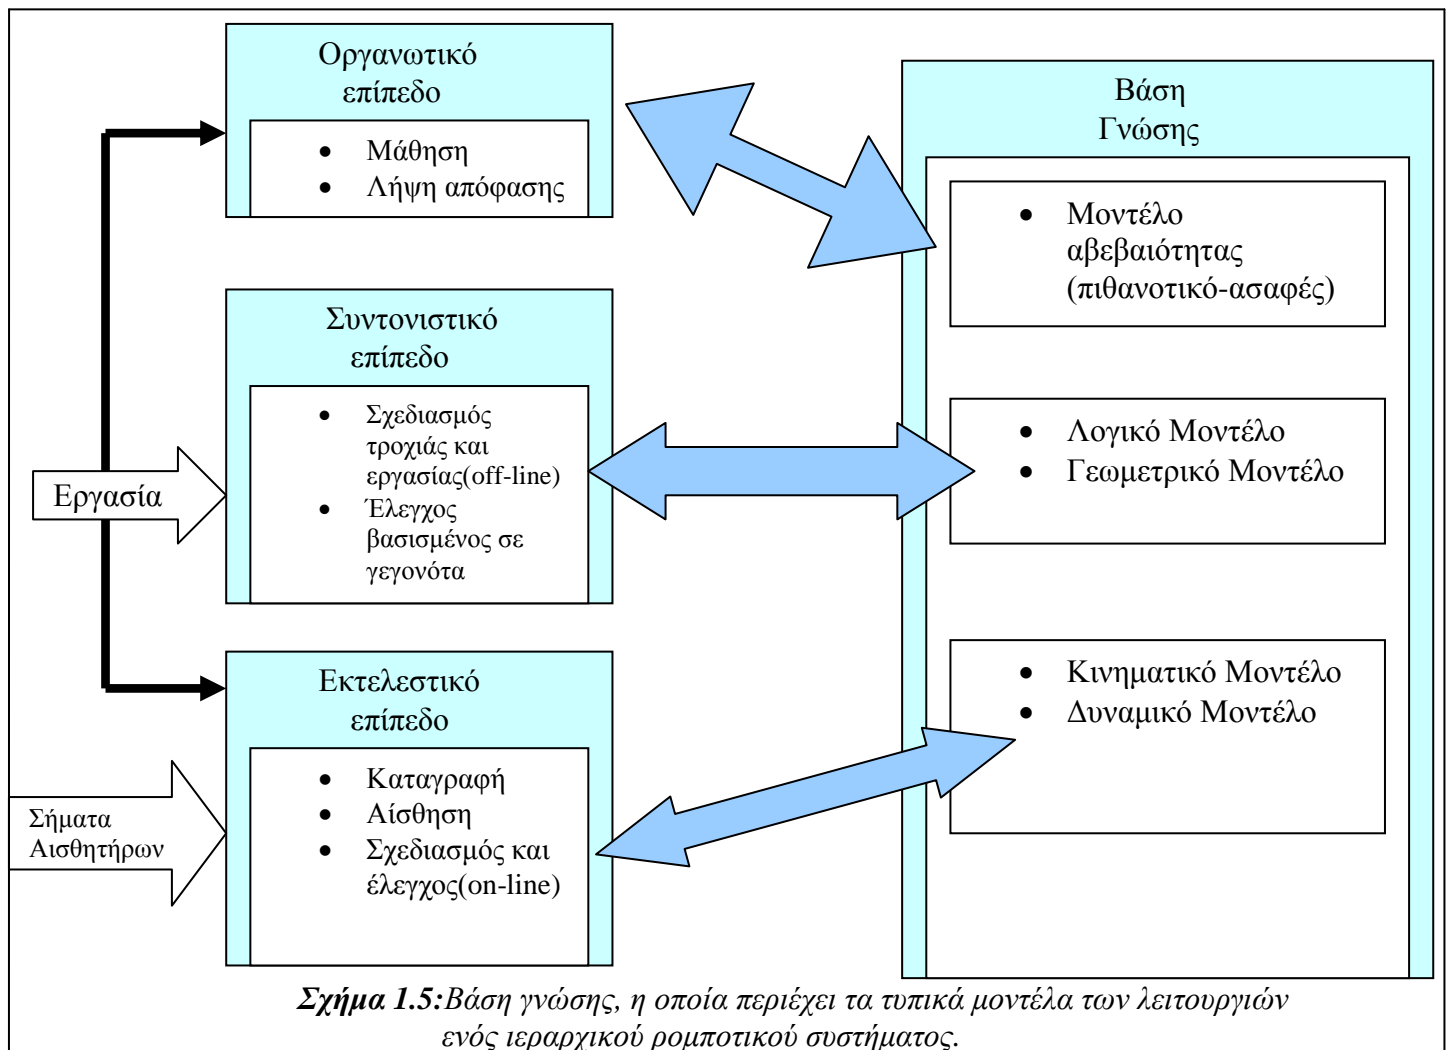 Οργανωτικό
επίπεδο
• Μάθηση
• Λήψη απόφασης
Συντονιστικό
επίπεδο
• Σχεδιασμός
τροχιάς και
εργασίας(off-line)
• Έλεγχος
βασισμένος σε
γεγονότα
Εργασία
Εκτελεστικό
επίπεδο
• Καταγραφή
• Αίσθηση
• Σχεδιασμός και
έλεγχος(on-line)
Σήματα
Αισθητήρων
Βάση
Γνώσης
• Μοντέλο
αβεβαιότητας
(πιθανοτικό-ασαφές)
• Λογικό Μοντέλο
• Γεωμετρικό Μοντέλο
• Κινηματικό Μοντέλο
• Δυναμικό Μοντέλο
Σχήμα 1.5:Βάση γνώσης, η οποία περιέχει τα τυπικά μοντέλα των λειτουργιών
ενός ιεραρχικού ρομποτικού συστήματος.